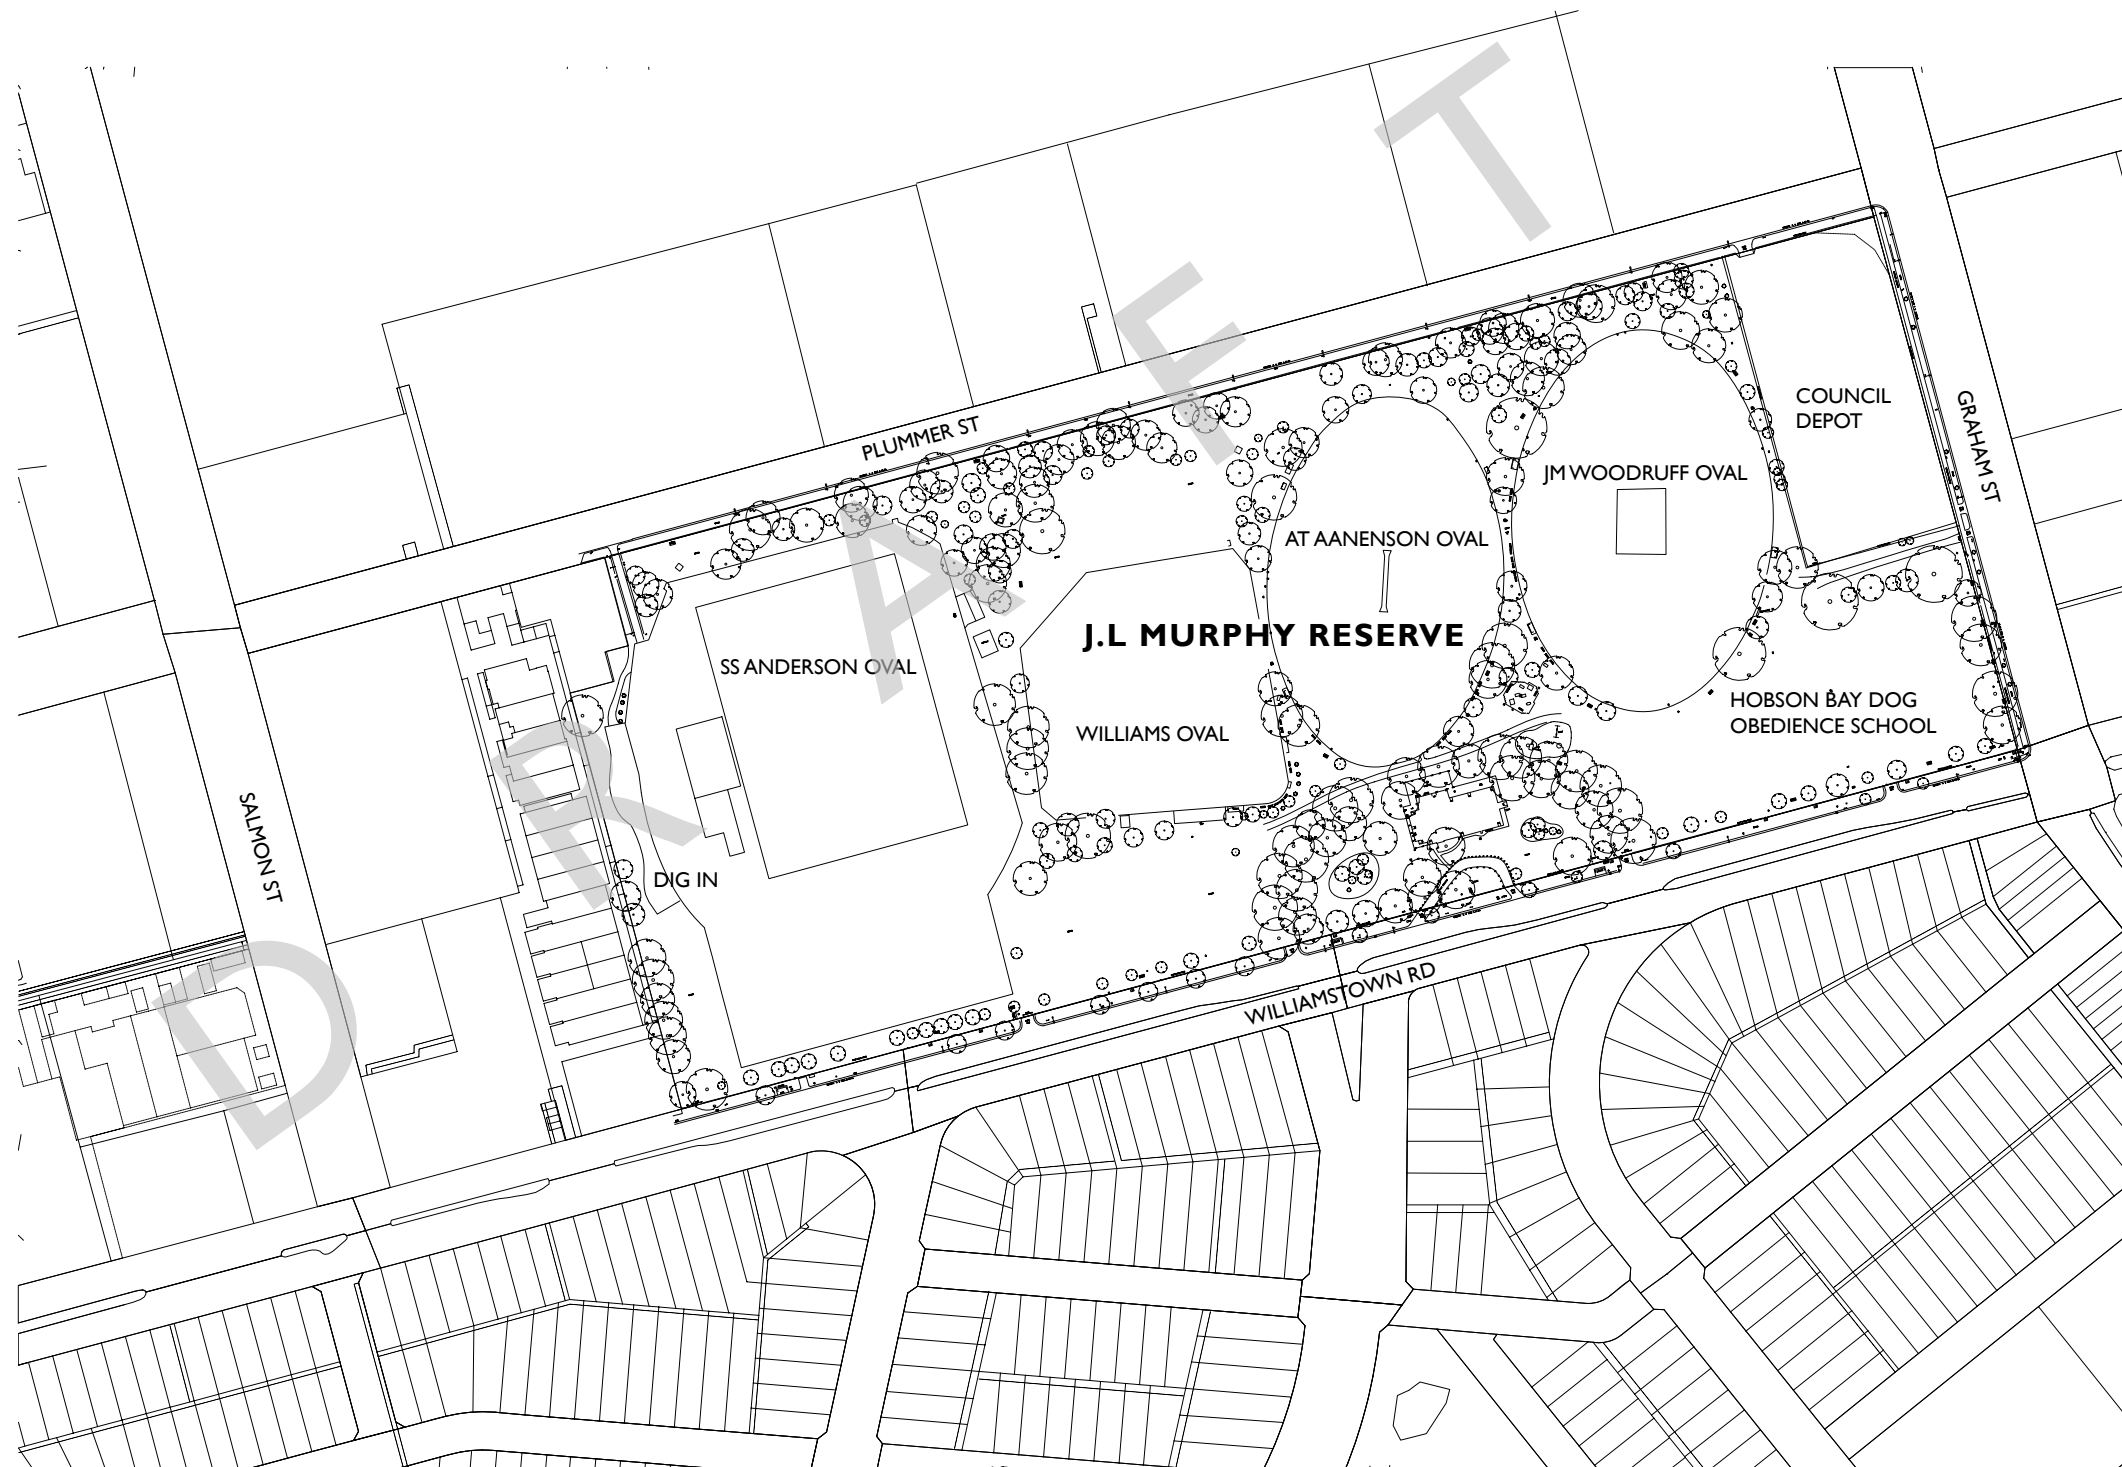 DRAFT
PLUMMER ST
COUNCIL
DEPOT
GRAHAM ST
JM WOODRUFF OVAL
AT AANENSON OVAL
J.L MURPHY RESERVE
SS ANDERSON OVAL
HOBSON BAY DOG
OBEDIENCE SCHOOL
WILLIAMS OVAL
SALMON ST
DIG IN
WILLIAMSTOWN RD